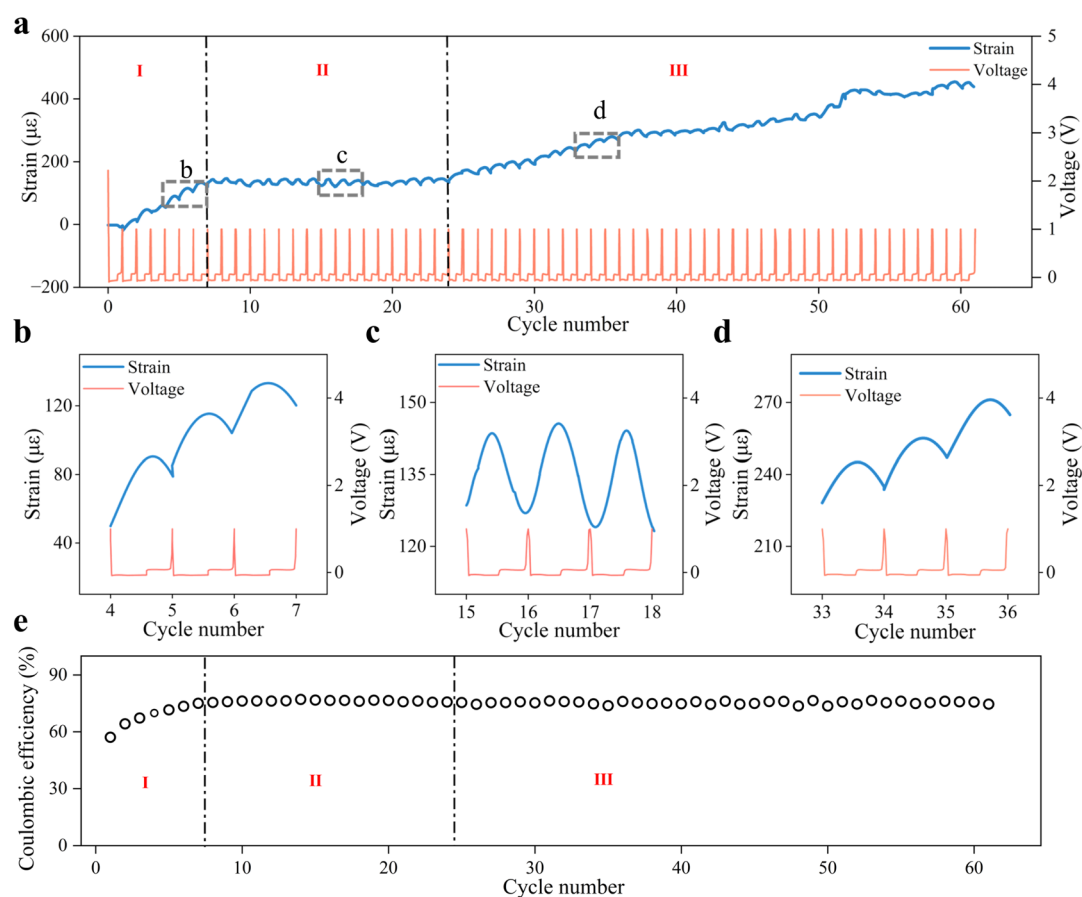 a
600
400
200
0
−200
Strain (με)
I
II
III
b
c
d
Strain
Voltage
5
4
3
2
1
0
Voltage (V)
0 10 20 30 40 50 60
Cycle number
b
Strain
Voltage
120
80
40
Strain (με)
4
2
0
Voltage (V)
4 5 6 7
Cycle number
c
Strain
Voltage
150
135
120
Strain (με)
4
2
0
Voltage (V)
15 16 17 18
Cycle number
d
Strain
Voltage
270
240
210
Strain (με)
4
2
0
Voltage (V)
33 34 35 36
Cycle number
e
90
60
30
0
Coulombic efficiency (%)
I
II
III
0 10 20 30 40 50 60
Cycle number